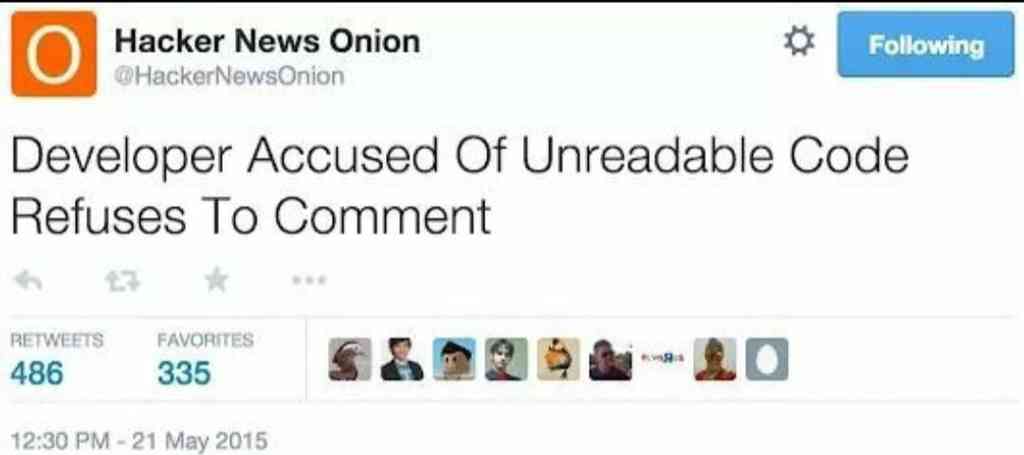 O
Hacker News Onion
@HackerNewsOnion
Following
Developer Accused Of Unreadable Code
Refuses To Comment
RETWEETS
FAVORITES
486
335
12:30 PM - 21 May 2015